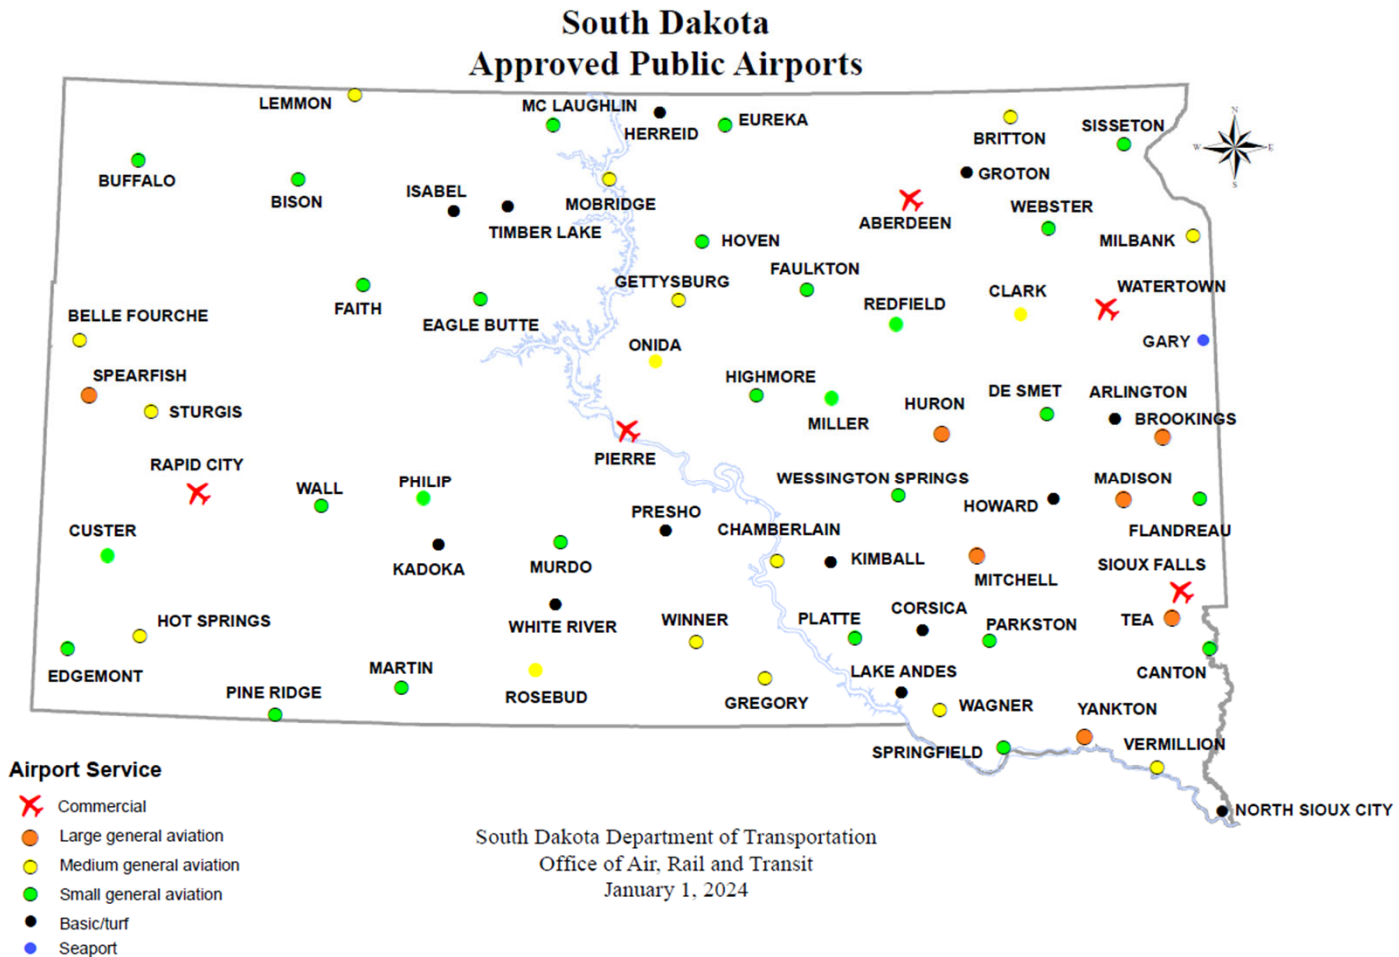 South Dakota
Approved Public Airports
LEMMON
MC LAUGHLIN
HERREID
EUREKA
BRITTON
SISSETON
N
W
E
S
BUFFALO
BISON
ISABEL
TIMBER LAKE
MOBRIDGE
GROTON
ABERDEEN
WEBSTER
MILBANK
HOVEN
FAULKTON
GETTYSBURG
FAITH
EAGLE BUTTE
REDFIELD
CLARK
WATERTOWN
BELLE FOURCHE
ONIDA
GARY
SPEARFISH
STURGIS
HIGHMORE
MILLER
HURON
DE SMET
ARLINGTON
BROOKINGS
RAPID CITY
PIERRE
WALL
PHILIP
WESSINGTON SPRINGS
HOWARD
MADISON
FLANDREAU
CUSTER
KADOKA
MURDO
PRESHO
CHAMBERLAIN
KIMBALL
MITCHELL
SIOUX FALLS
HOT SPRINGS
WHITE RIVER
WINNER
PLATTE
CORSICA
PARKSTON
TEA
EDGEMONT
MARTIN
ROSEBUD
LAKE ANDES
CANTON
PINE RIDGE
GREGORY
WAGNER
YANKTON
SPRINGFIELD
VERMILLION
NORTH SIOUX CITY
Airport Service
Commercial
Large general aviation
Medium general aviation
Small general aviation
Basic/turf
Seaport
South Dakota Department of Transportation
Office of Air, Rail and Transit
January 1, 2024